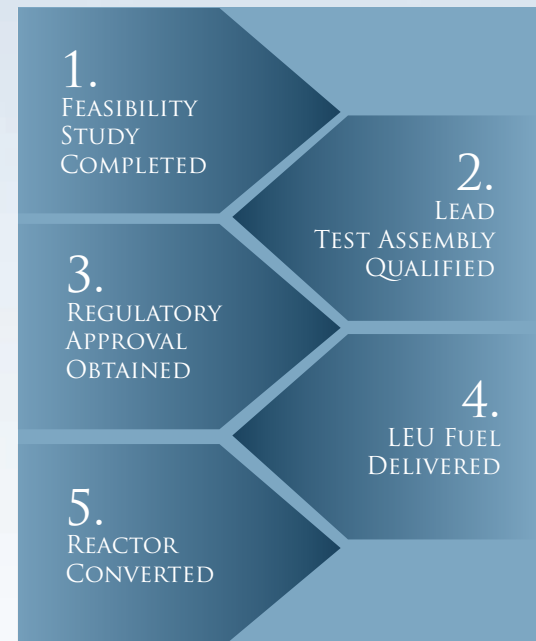 1.
Feasibility
Study
Completed
2.
Lead
Test Assembly
Qualified
3.
Regulatory
Approval
Obtained
4.
LEU Fuel
Delivered
5.
Reactor
Converted